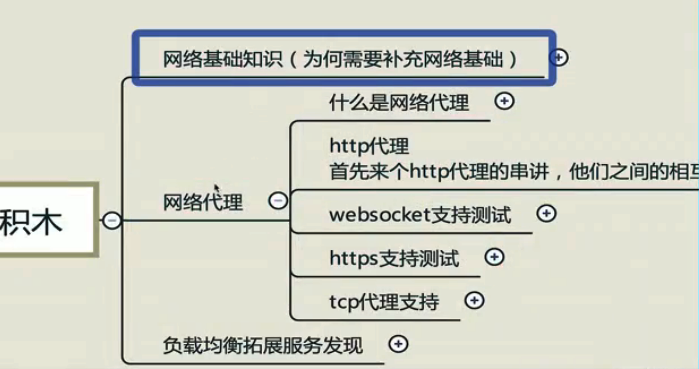 网络基础知识（为何需要补充网络基础）
什么是网络代理
http代理
首先来个http代理的串讲，他们之间的相互
积木
网络代理
websocket支持测试
https支持测试
tcp代理支持
负载均衡拓展服务发现